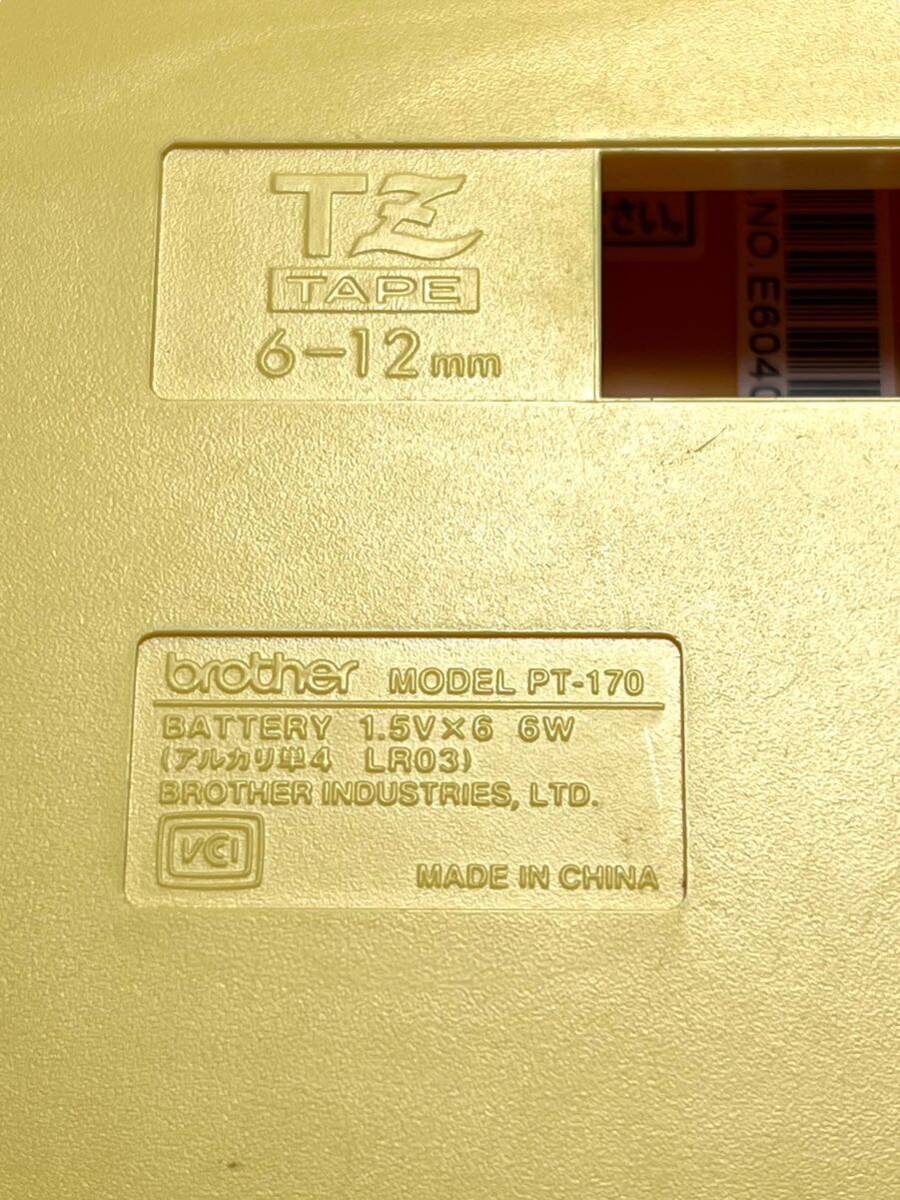 TZ
TAPE
6-12mm
さい。
NO.E604
brother MODEL PT-170
BATTERY 1.5V×6 6W
(アルカリ単4 LR03)
BROTHER INDUSTRIES, LTD.
VCI
MADE IN CHINA